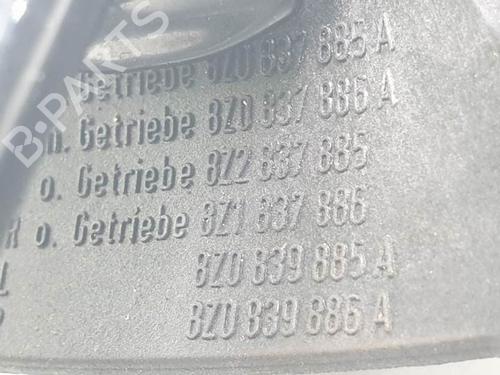 Getriebe 8Z0 837 885 A
m. Getriebe 8Z0 837 886 A
o. Getriebe 8Z2 837 885
R o. Getriebe 8Z1 837 886
L 8Z0 839 885 A
8Z0 839 886 A
B-PARTS